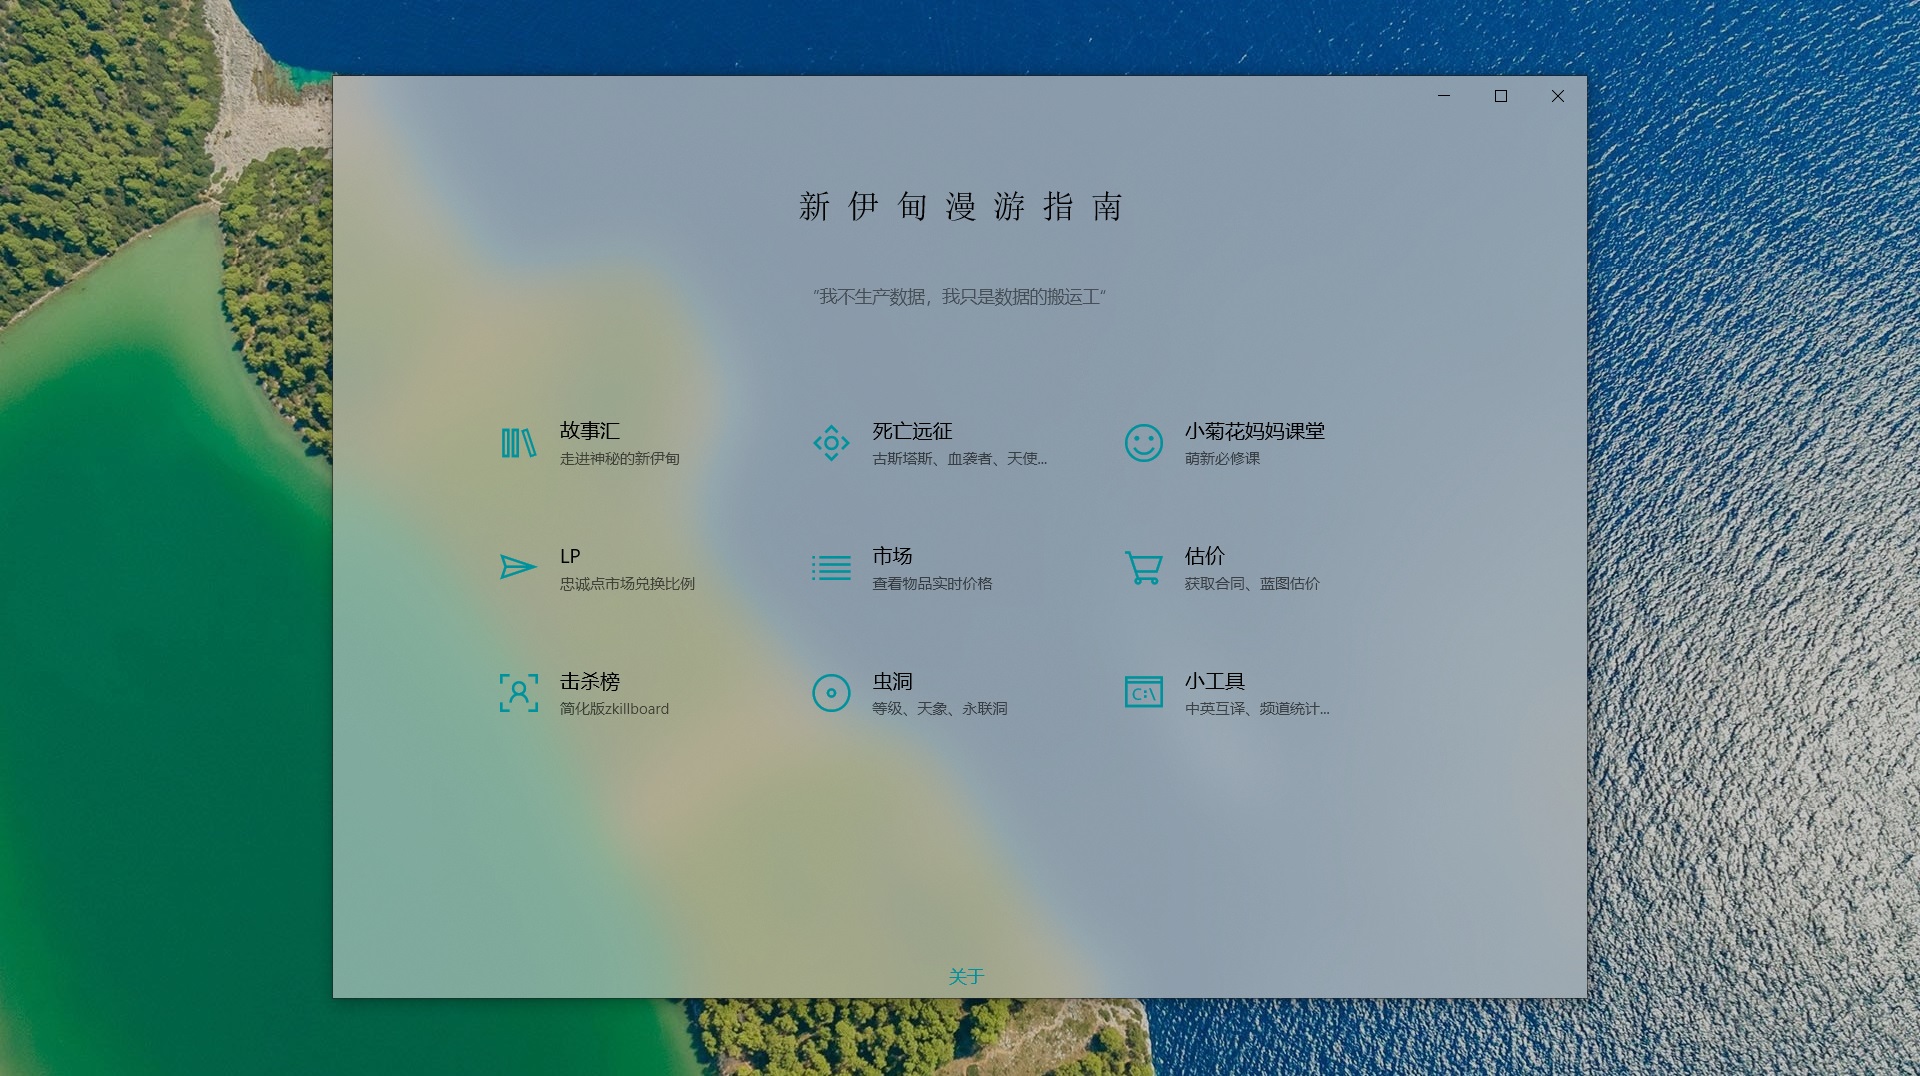 新伊甸漫游指南
“我不生产数据，我只是数据的搬运工”
故事汇
走进神秘的新伊甸
死亡远征
古斯塔斯、血袭者、天使...
小菊花妈妈课堂
萌新必修课
LP
忠诚点市场兑换比例
市场
查看物品实时价格
估价
获取合同、蓝图估价
击杀榜
简化版zkillboard
虫洞
等级、天象、永联洞
小工具
C:\
中英互译、频道统计...
关于